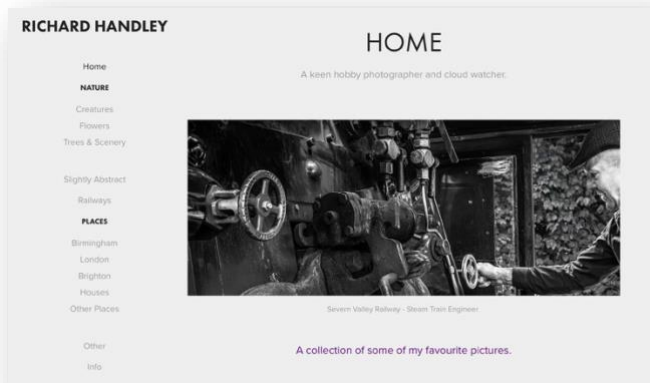 RICHARD HANDLEY
Home
NATURE
Creatures
Flowers
Trees & Scenery
Slightly Abstract
Railways
PLACES
Birmingham
London
Brighton
Houses
Other Places
Other
Info
HOME
A keen hobby photographer and cloud watcher.
Severn Valley Railway - Steam Train Engineer
A collection of some of my favourite pictures.